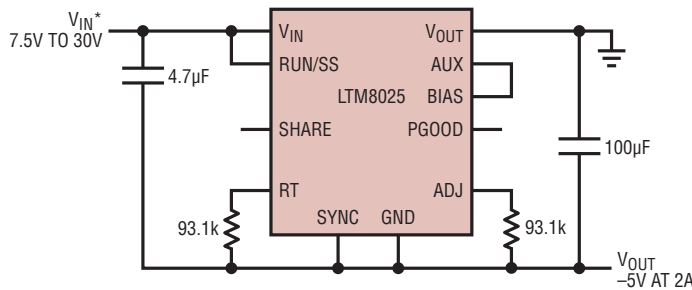 VIN*
7.5V TO 30V
4.7µF
VIN
VOUT
RUN/SS
AUX
LTM8025
BIAS
SHARE
PGOOD
100µF
RT
ADJ
93.1k
SYNC
GND
93.1k
VOUT
–5V AT 2A